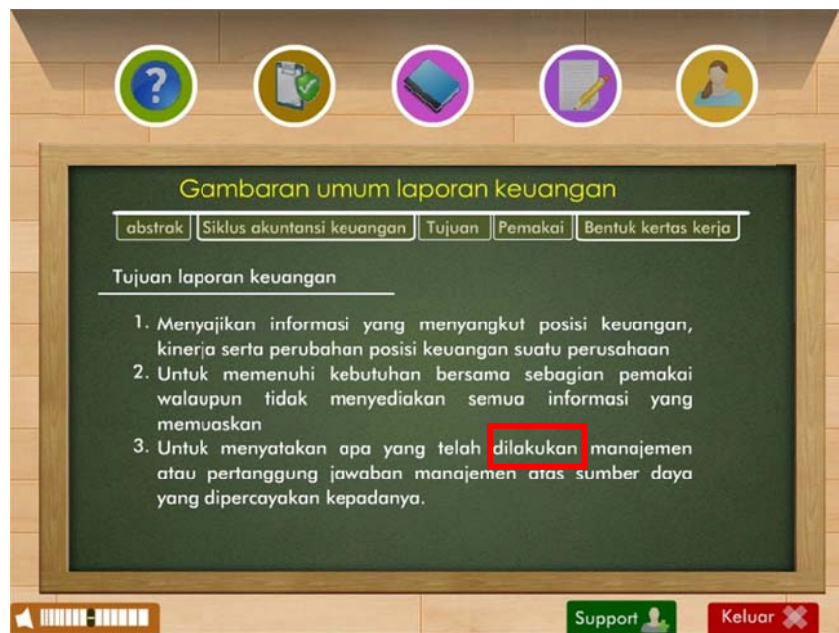 Gambaran umum laporan keuangan
abstrak Siklus akuntansi keuangan Tujuan Pemakai Bentuk kertas kerja
Tujuan laporan keuangan
1. Menyajikan informasi yang menyangkut posisi keuangan,
kinerja serta perubahan posisi keuangan suatu perusahaan
2. Untuk memenuhi kebutuhan bersama sebagian pemakai
walaupun tidak menyediakan semua informasi yang
memuaskan
3. Untuk menyatakan apa yang telah dilakukan manajemen
atau pertanggung jawaban manajemen atas sumber daya
yang dipercayakan kepadanya.
Support Keluar